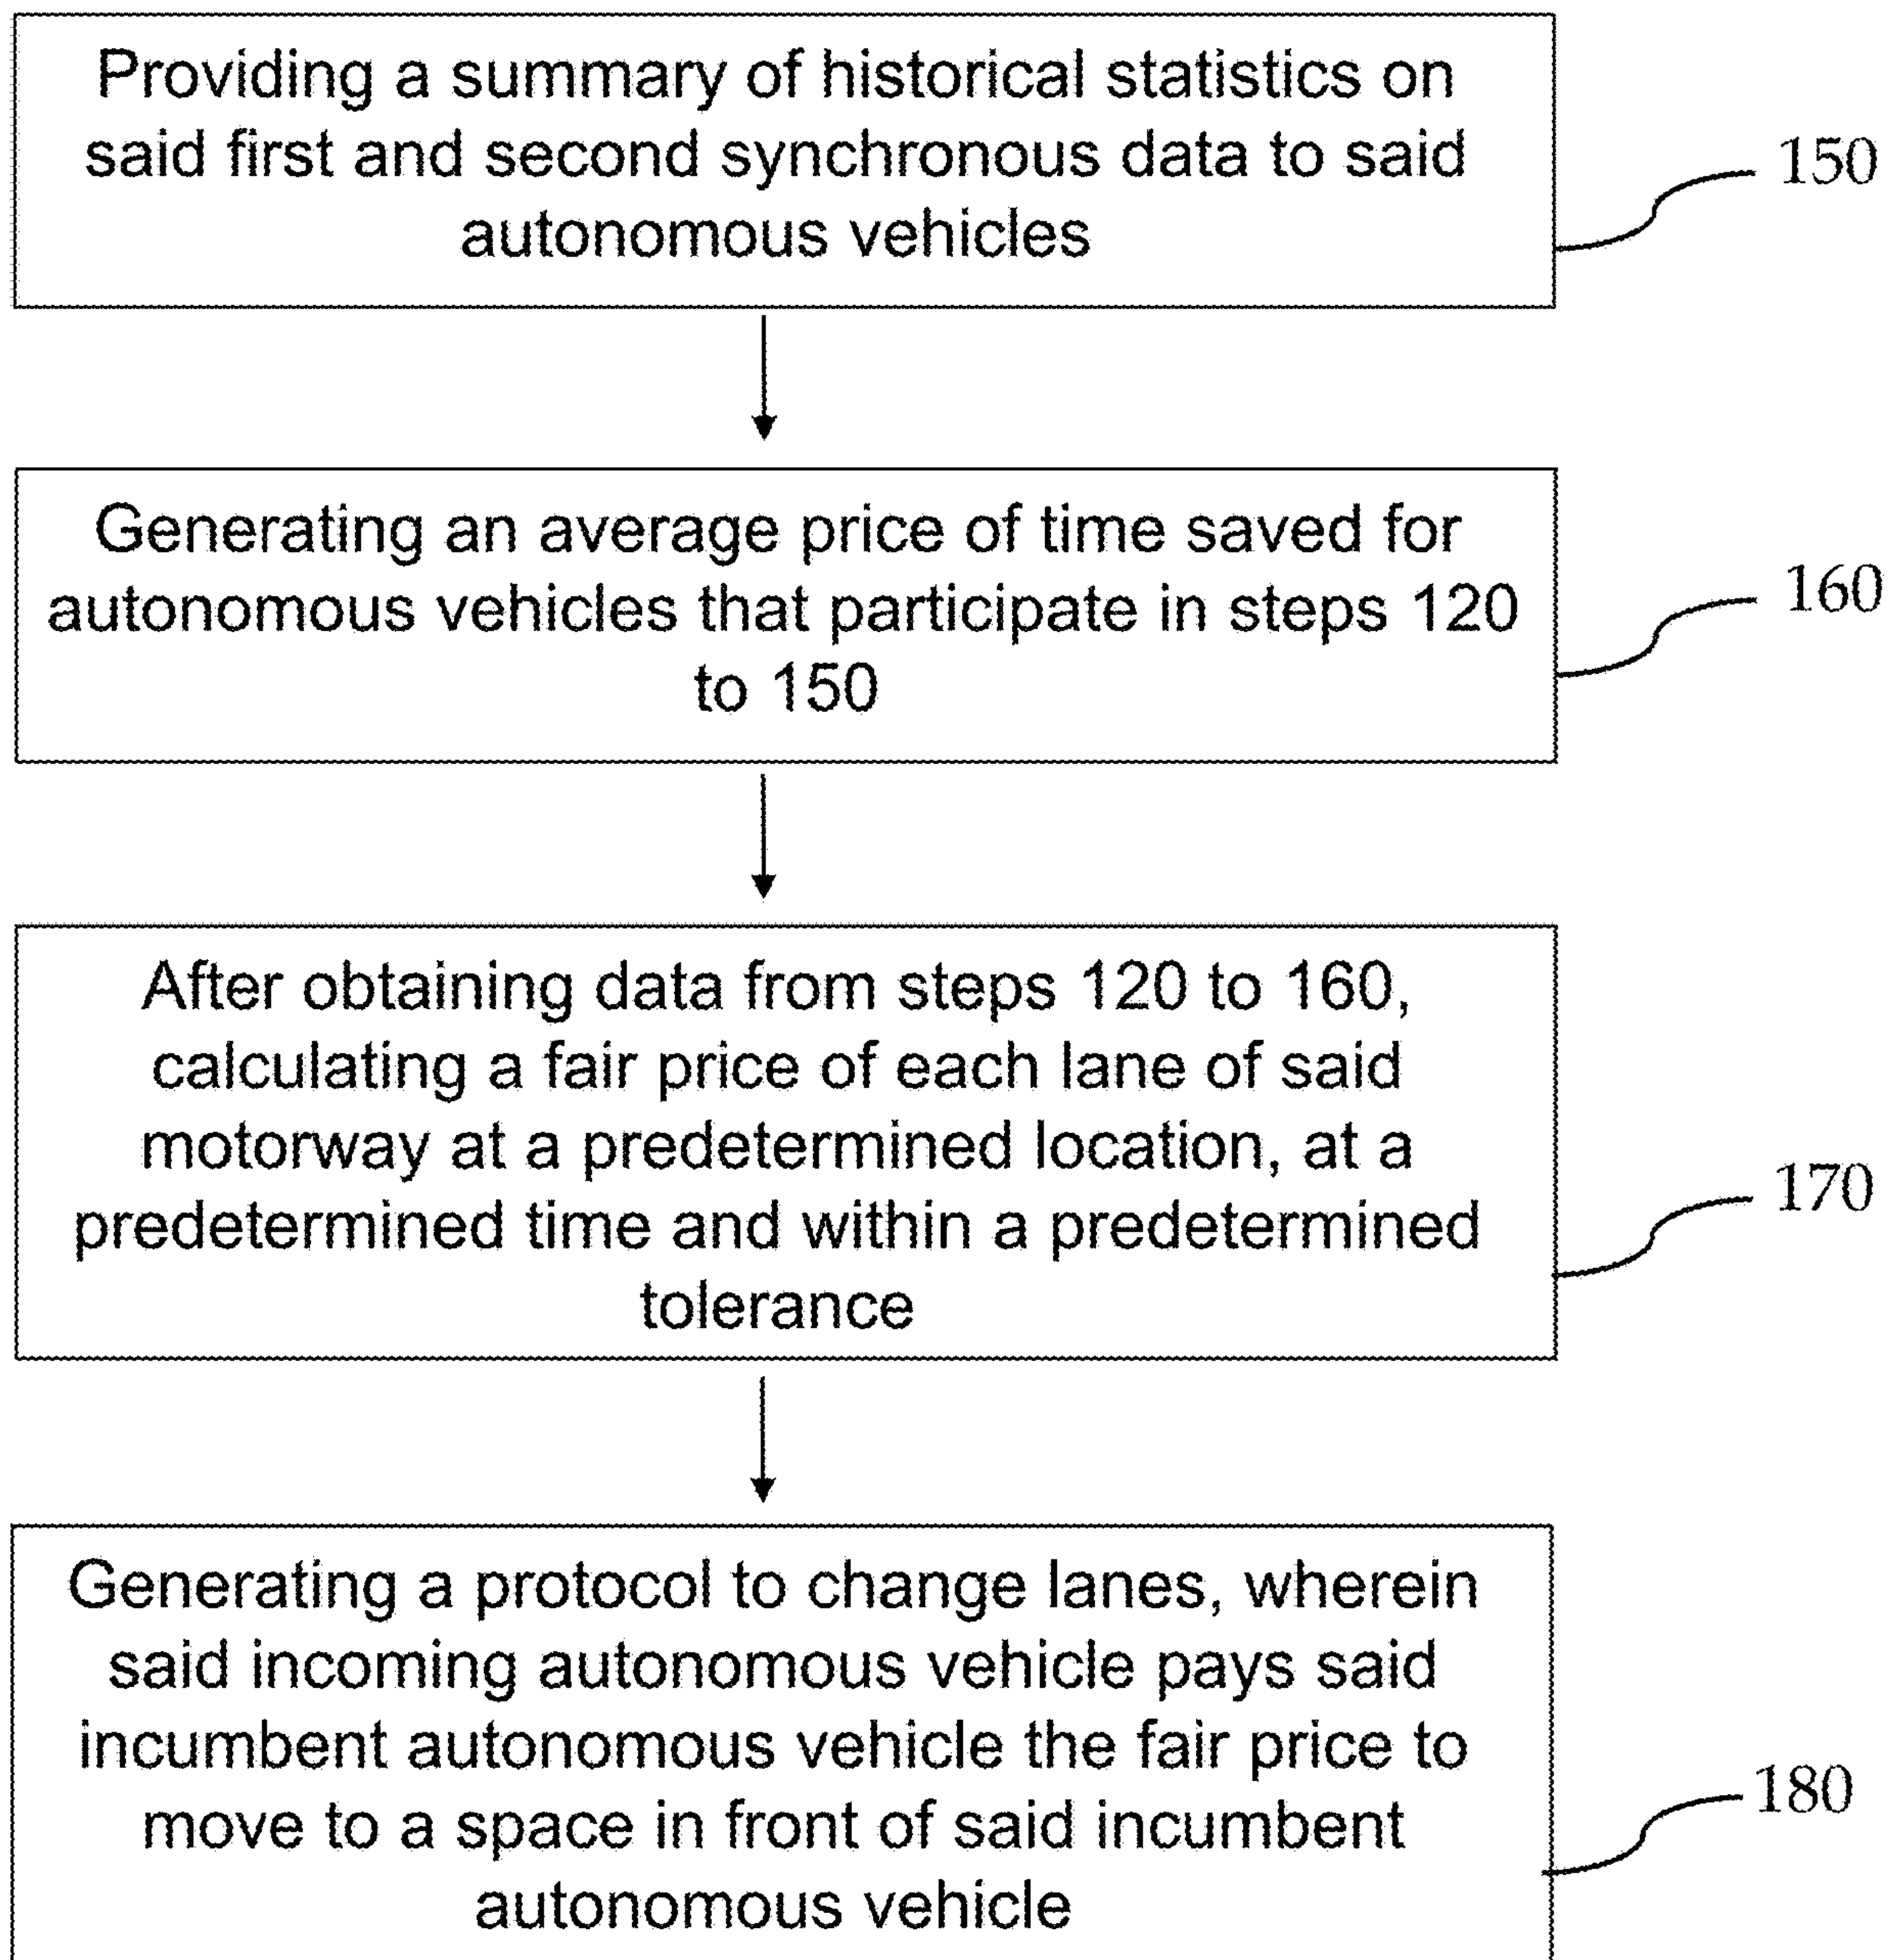 Providing a summary of historical statistics on
said first and second synchronous data to said
autonomous vehicles
150
Generating an average price of time saved for
autonomous vehicles that participate in steps 120
to 150
160
After obtaining data from steps 120 to 160,
calculating a fair price of each lane of said
motorway at a predetermined location, at a
predetermined time and within a predetermined
tolerance
170
Generating a protocol to change lanes, wherein
said incoming autonomous vehicle pays said
incumbent autonomous vehicle the fair price to
move to a space in front of said incumbent
autonomous vehicle
180